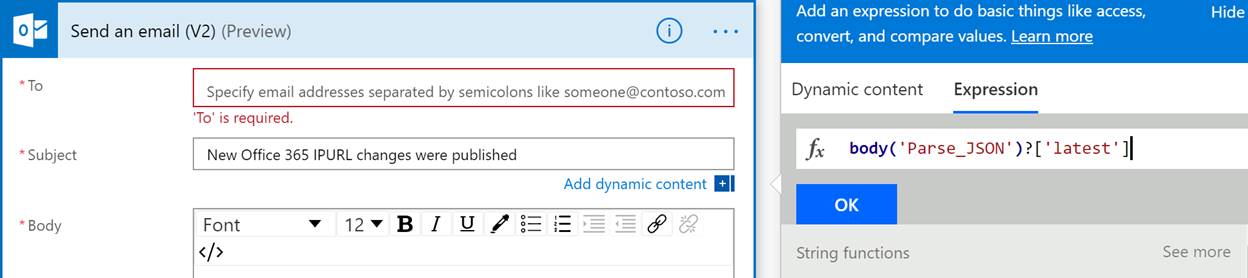 Send an email (V2) (Preview)
* To
Specify email addresses separated by semicolons like someone@contoso.com
'To' is required.
* Subject
New Office 365 IPURL changes were published
Add dynamic content
* Body
Font 12 B I U
</>
Add an expression to do basic things like access, Hide
convert, and compare values. Learn more
Dynamic content Expression
fx body('Parse_JSON')?['latest']
OK
String functions See more